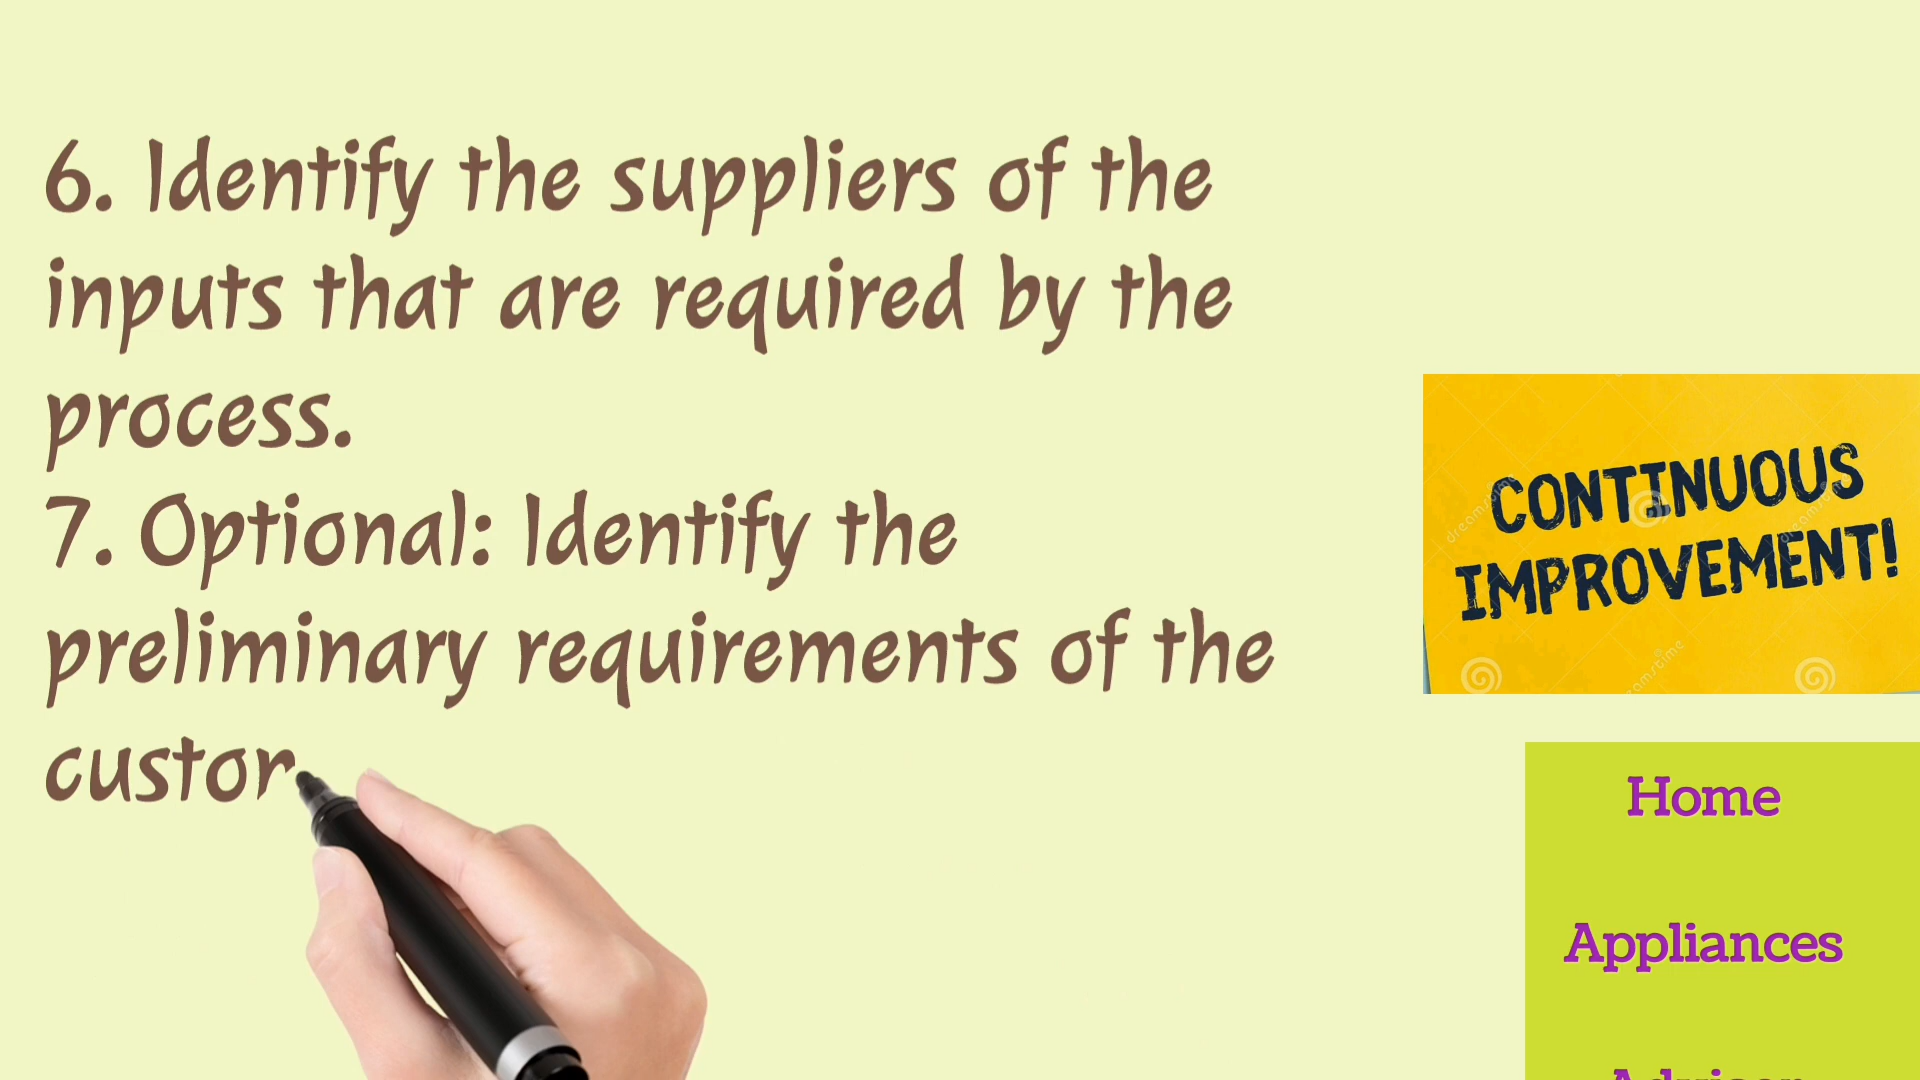 6. Identify the suppliers of the
inputs that are required by the
process.
7. Optional: Identify the
preliminary requirements of the
custor
CONTINUOUS
IMPROVEMENT!
dreamstime
Home
Appliances